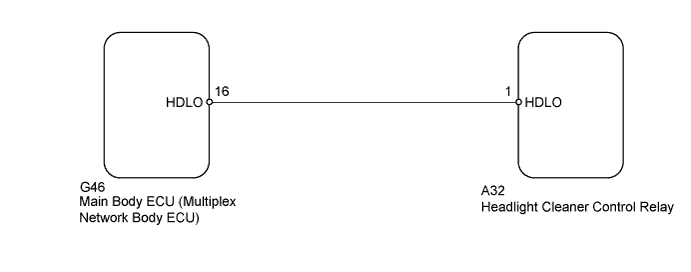 16
1
HDLO
HDLO
G46
Main Body ECU (Multiplex
Network Body ECU)
A32
Headlight Cleaner Control Relay